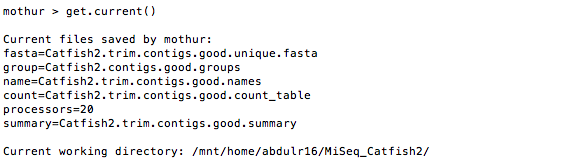 mothur > get.current()
Current files saved by mothur:
fasta=Catfish2.trim.contigs.good.unique.fasta
group=Catfish2.contigs.good.groups
name=Catfish2.trim.contigs.good.names
count=Catfish2.trim.contigs.good.count_table
processors=20
summary=Catfish2.trim.contigs.good.summary
Current working directory: /mnt/home/abdulr16/MiSeq_Catfish2/